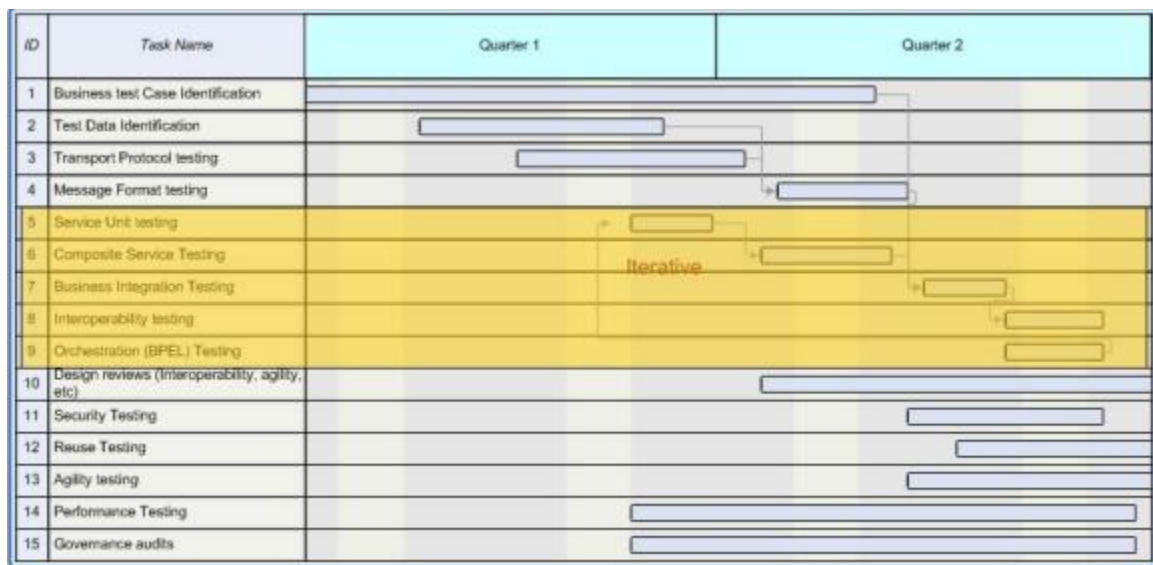 ID Task Name Quarter 1 Quarter 2
1 Business test Case Identification
2 Test Data Identification
3 Transport Protocol testing
4 Message Format testing
5 Service Unit testing
6 Composite Service Testing
Iterative
7 Business Integration Testing
8 Interoperability testing
9 Orchestration (BPEL) Testing
10 Design reviews (Interoperability, agility,
etc)
11 Security Testing
12 Reuse Testing
13 Agility testing
14 Performance Testing
15 Governance audits